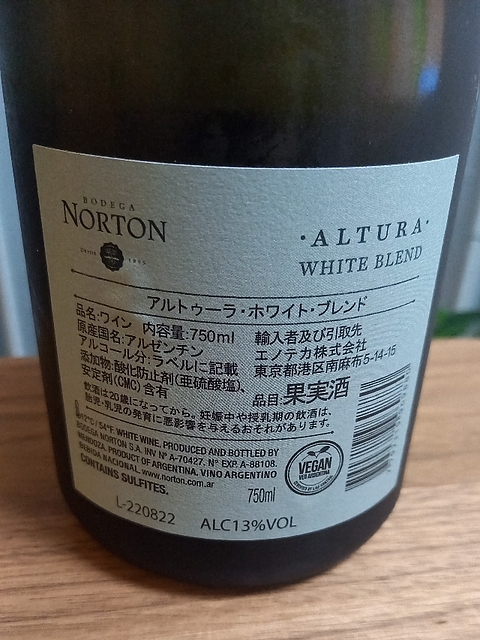 BODEGA
NORTON
SINCE 1895
·ALTURA·
WHITE BLEND
アルトゥーラ・ホワイト・ブレンド
品名:ワイン 内容量:750ml
原産国名:アルゼンチン
アルコール分:ラベルに記載
添加物:酸化防止剤(亜硫酸塩)、
安定剤(CMC)含有
輸入者及び引取先
エノテカ株式会社
東京都港区南麻布5-14-15
品目:果実酒
飲酒は20歳になってから。妊娠中や授乳期の飲酒は、
胎児・乳児の発育に悪影響を与えるおそれがあります。
12°C / 54°F. WHITE WINE. PRODUCED AND BOTTLED BY
BODEGA NORTON S.A. INV N° A-70427. N° EXP. A-88108.
MENDOZA. PRODUCT OF ARGENTINA. VINO ARGENTINO
BEBIDA NACIONAL. www.norton.com.ar
CONTAINS SULFITES.
750ml
VEGAN
L-220822
ALC13%VOL